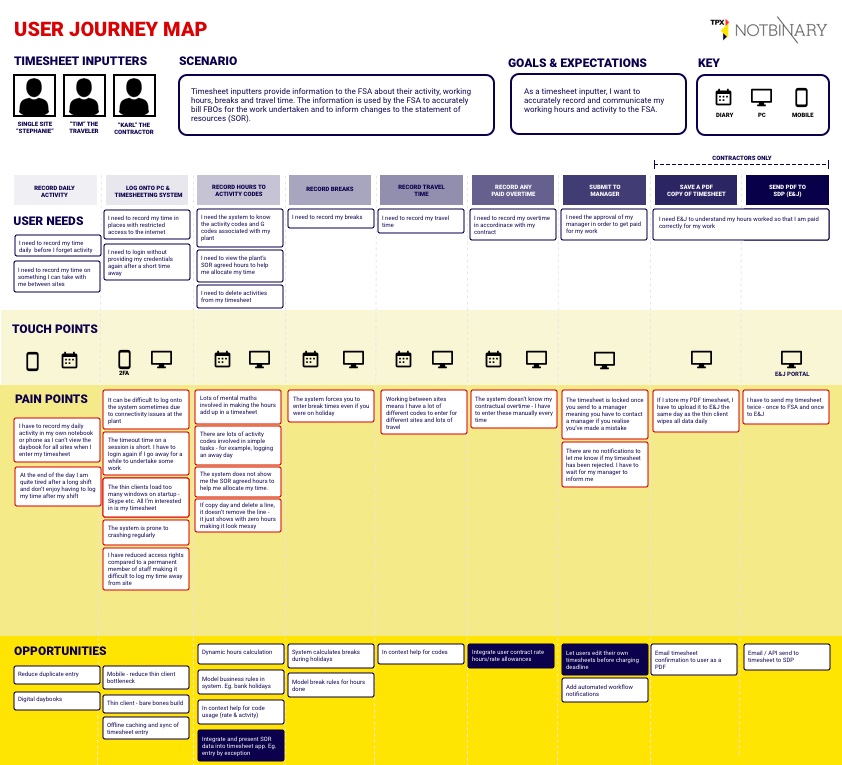 USER JOURNEY MAP
TPX
NOTBINARY
TIMESHEET INPUTTERS
SINGLE SITE
"STEPHANIE"
"TIM" THE
TRAVELER
"KARL" THE
CONTRACTOR
SCENARIO
Timesheet inputters provide information to the FSA about their activity, working
hours, breaks and travel time. The information is used by the FSA to accurately
bill FBOs for the work undertaken and to inform changes to the statement of
resources (SOR).
GOALS & EXPECTATIONS
As a timesheet inputter, I want to
accurately record and communicate my
working hours and activity to the FSA.
KEY
DIARY
PC
MOBILE
CONTRACTORS ONLY
RECORD DAILY
ACTIVITY
LOG ONTO PC &
TIMESHEETING SYSTEM
RECORD HOURS TO
ACTIVITY CODES
RECORD BREAKS
RECORD TRAVEL
TIME
RECORD ANY
PAID OVERTIME
SUBMIT TO
MANAGER
SAVE A PDF
COPY OF TIMESHEET
SEND PDF TO
SDP (E&J)
USER NEEDS
I need to record my time
daily before I forget activity
I need to record my time on
something I can take with
me between sites
I need to record my time in
places with restricted
access to the internet
I need to login without
providing my credentials
again after a short time
away
I need the system to know
the activity codes and G
codes associated with my
plant
I need to view the plant's
SOR agreed hours to help
me allocate my time
I need to delete activities
from my timesheet
I need to record my breaks
I need to record my travel
time
I need to record my overtime
in accordinace with my
contract
I need the approval of my
manager in order to get paid
for my work
I need E&J to understand my hours worked so that I am paid
correctly for my work
TOUCH POINTS
2FA
E&J PORTAL
PAIN POINTS
I have to record my daily
activity in my own notebook
or phone as I can't view the
daybook for all sites when I
enter my timesheet
At the end of the day I am
quite tired after a long shift
and don't enjoy having to log
my time after my shift
It can be difficult to log onto
the system sometimes due
to connectivity issues at the
plant
The timeout time on a
session is short. I have to
login again if I go away for a
while to undertake some
work.
The thin clients load too
many windows on startup -
Skype etc. All I'm interested
in is my timesheet
The system is prone to
crashing regularly
I have reduced access rights
compared to a permanent
member of staff making it
difficult to log my time away
from site
Lots of mental maths
involved in making the hours
add up in a timesheet
There are lots of activity
codes involved in simple
tasks - for example, logging
an away day
The system does not show
me the SOR agreed hours to
help me allocate my time.
If copy day and delete a line,
it doesn't remove the line -
it just shows with zero hours
making it look messy
The system forces you to
enter break times even if you
were on holiday
Working between sites
means I have a lot of
different codes to enter for
different sites and lots of
travel
The system doesn't know my
contractual overtime - I have
to enter these manually every
time
The timesheet is locked once
you send to a manager
meaning you have to contact
a manager if you realise
you've made a mistake
There are no notifications to
let me know if my timesheet
has been rejected. I have to
wait for my manager to
inform me
If I store my PDF timesheet, I
have to upload it to E&J the
same day as the thin client
wipes all data daily
I have to send my timesheet
twice - once to FSA and once
to E&J
OPPORTUNITIES
Reduce duplicate entry
Digital daybooks
Mobile - reduce thin client
bottleneck
Thin client - bare bones build
Offline caching and sync of
timesheet entry
Dynamic hours calculation
Model business rules in
system. Eg. bank holidays
In context help for code
usage (rate & actvity)
Integrate and present SOR
data into timesheet app. Eg.
entry by exception
System calculates breaks
during holidays
Model break rules for hours
done
In context help for codes
Integrate user contract rate
hours/rate allowances
Let users edit their own
timesheets before charging
deadline
Add automated workflow
notifications
Email timesheet
confirmation to user as a
PDF
Email / API send to
timesheet to SDP